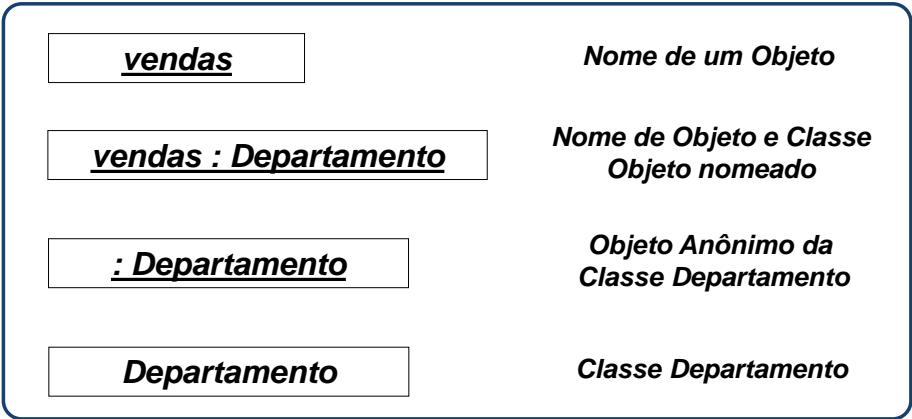 vendas
Nome de um Objeto
vendas : Departamento
Nome de Objeto e Classe
Objeto nomeado
: Departamento
Objeto Anônimo da
Classe Departamento
Departamento
Classe Departamento